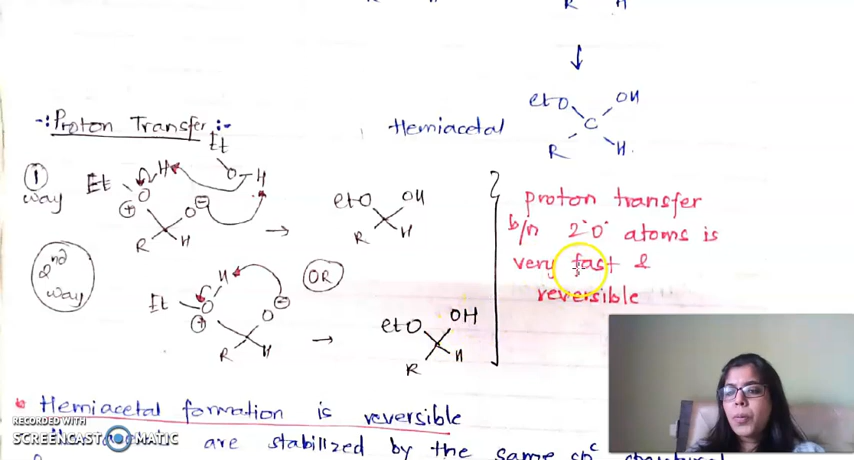 R H
-: Proton Transfer :-
Hemiacetal
etO OH
C
R H.
① way
Et
O
H
Et O H
⊕ O ⊖
R H
→
etO OH
R H
proton transfer
b/n 2 'O' atoms is
very fast &
reversible
2nd way
OR
H
Et O
⊕ O ⊖
R H
→
etO OH
R H
* Hemiacetal formation is reversible
are stabilized by the same
RECORDED WITH
SCREENCAST MATIC